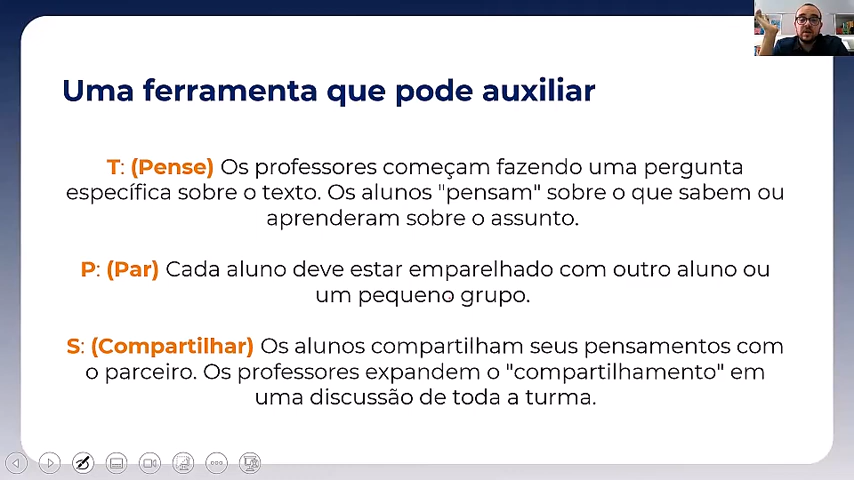 Uma ferramenta que pode auxiliar
T: (Pense) Os professores começam fazendo uma pergunta
específica sobre o texto. Os alunos "pensam" sobre o que sabem ou
aprenderam sobre o assunto.
P: (Par) Cada aluno deve estar emparelhado com outro aluno ou
um pequeno grupo.
S: (Compartilhar) Os alunos compartilham seus pensamentos com
o parceiro. Os professores expandem o "compartilhamento" em
uma discussão de toda a turma.